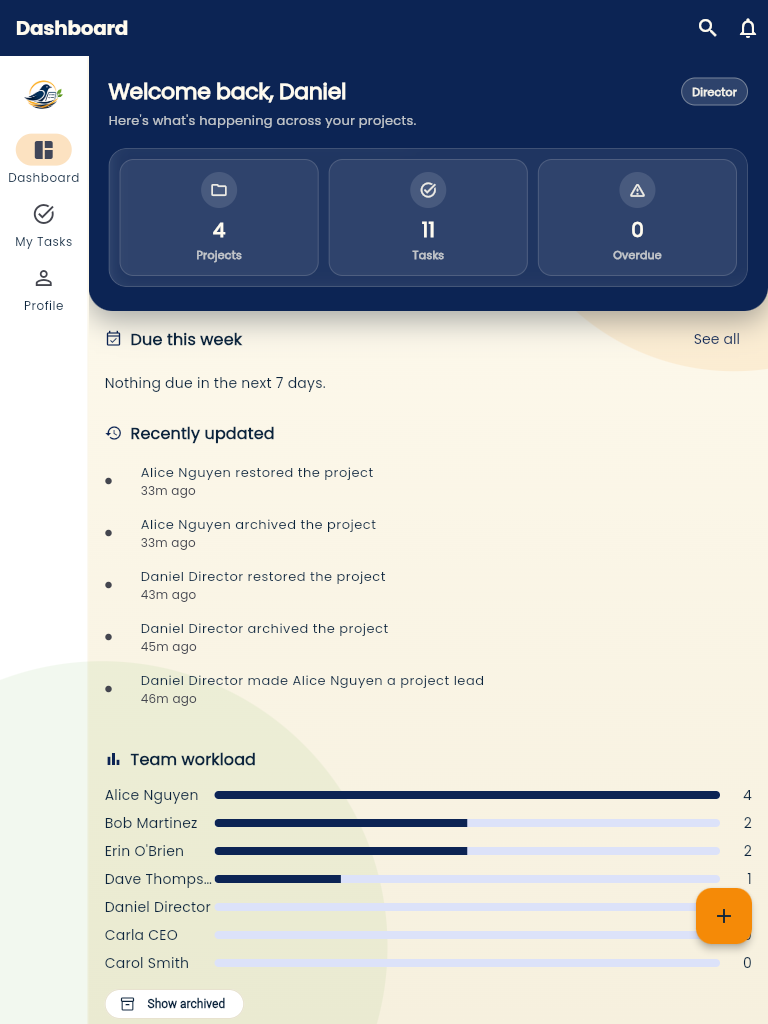 Dashboard
Welcome back, Daniel
Director
Here's what's happening across your projects.
4
Projects
11
Tasks
0
Overdue
Dashboard
My Tasks
Profile
Due this week
See all
Nothing due in the next 7 days.
Recently updated
Alice Nguyen restored the project
33m ago
Alice Nguyen archived the project
33m ago
Daniel Director restored the project
43m ago
Daniel Director archived the project
45m ago
Daniel Director made Alice Nguyen a project lead
46m ago
Team workload
Alice Nguyen 4
Bob Martinez 2
Erin O'Brien 2
Dave Thomps... 1
Daniel Director
Carla CEO
Carol Smith 0
Show archived